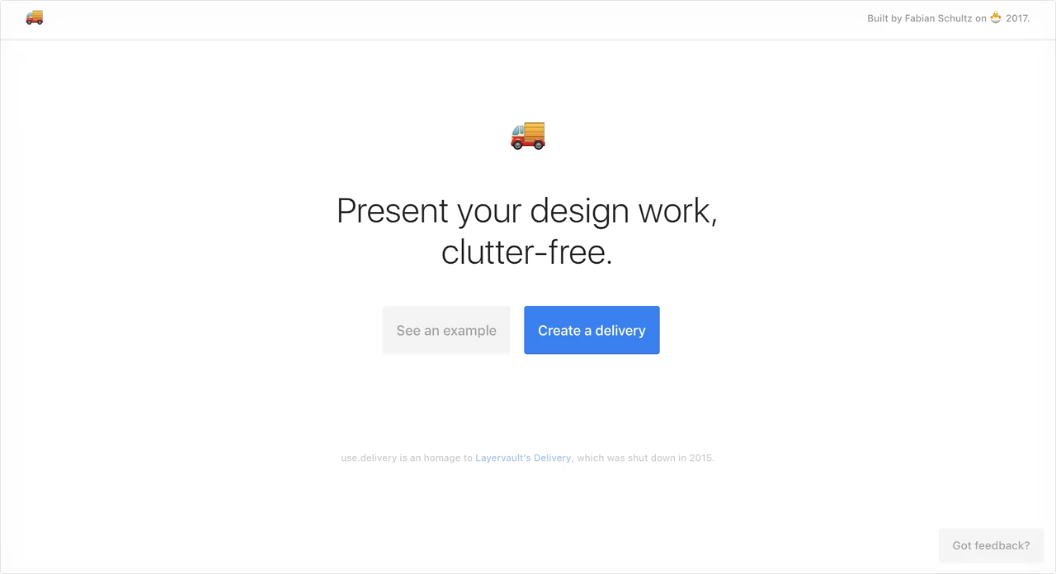 Built by Fabian Schultz on 🐣 2017.
Present your design work,
clutter-free.
See an example
Create a delivery
use.delivery is an homage to Layervault's Delivery, which was shut down in 2015.
Got feedback?